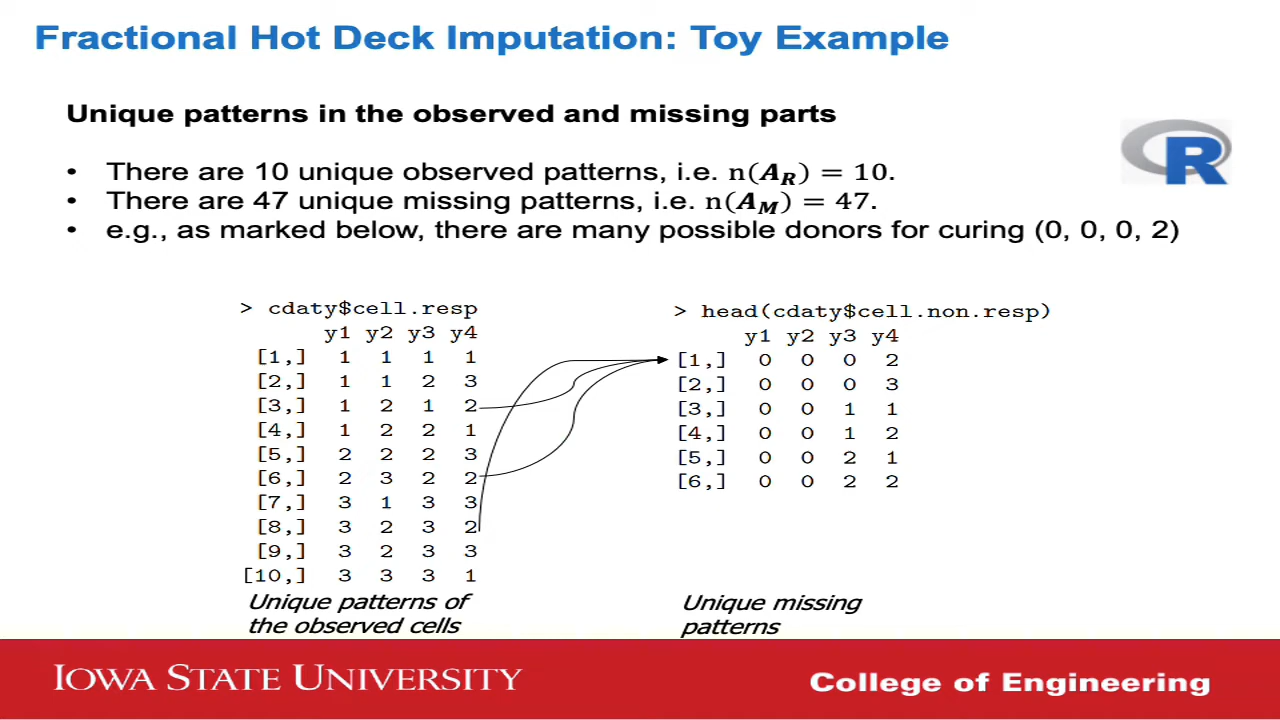 Fractional Hot Deck Imputation: Toy Example
Unique patterns in the observed and missing parts
• There are 10 unique observed patterns, i.e. n(𝑨𝑹) = 10.
• There are 47 unique missing patterns, i.e. n(𝑨𝑴) = 47.
• e.g., as marked below, there are many possible donors for curing (0, 0, 0, 2)
R
> cdaty$cell.resp
y1 y2 y3 y4
[1,] 1 1 1 1
[2,] 1 1 2 3
[3,] 1 2 1 2
[4,] 1 2 2 1
[5,] 2 2 2 3
[6,] 2 3 2 2
[7,] 3 1 3 3
[8,] 3 2 3 2
[9,] 3 2 3 3
[10,] 3 3 3 1
Unique patterns of
the observed cells
> head(cdaty$cell.non.resp)
y1 y2 y3 y4
[1,] 0 0 0 2
[2,] 0 0 0 3
[3,] 0 0 1 1
[4,] 0 0 1 2
[5,] 0 0 2 1
[6,] 0 0 2 2
Unique missing
patterns
IOWA STATE UNIVERSITY
College of Engineering